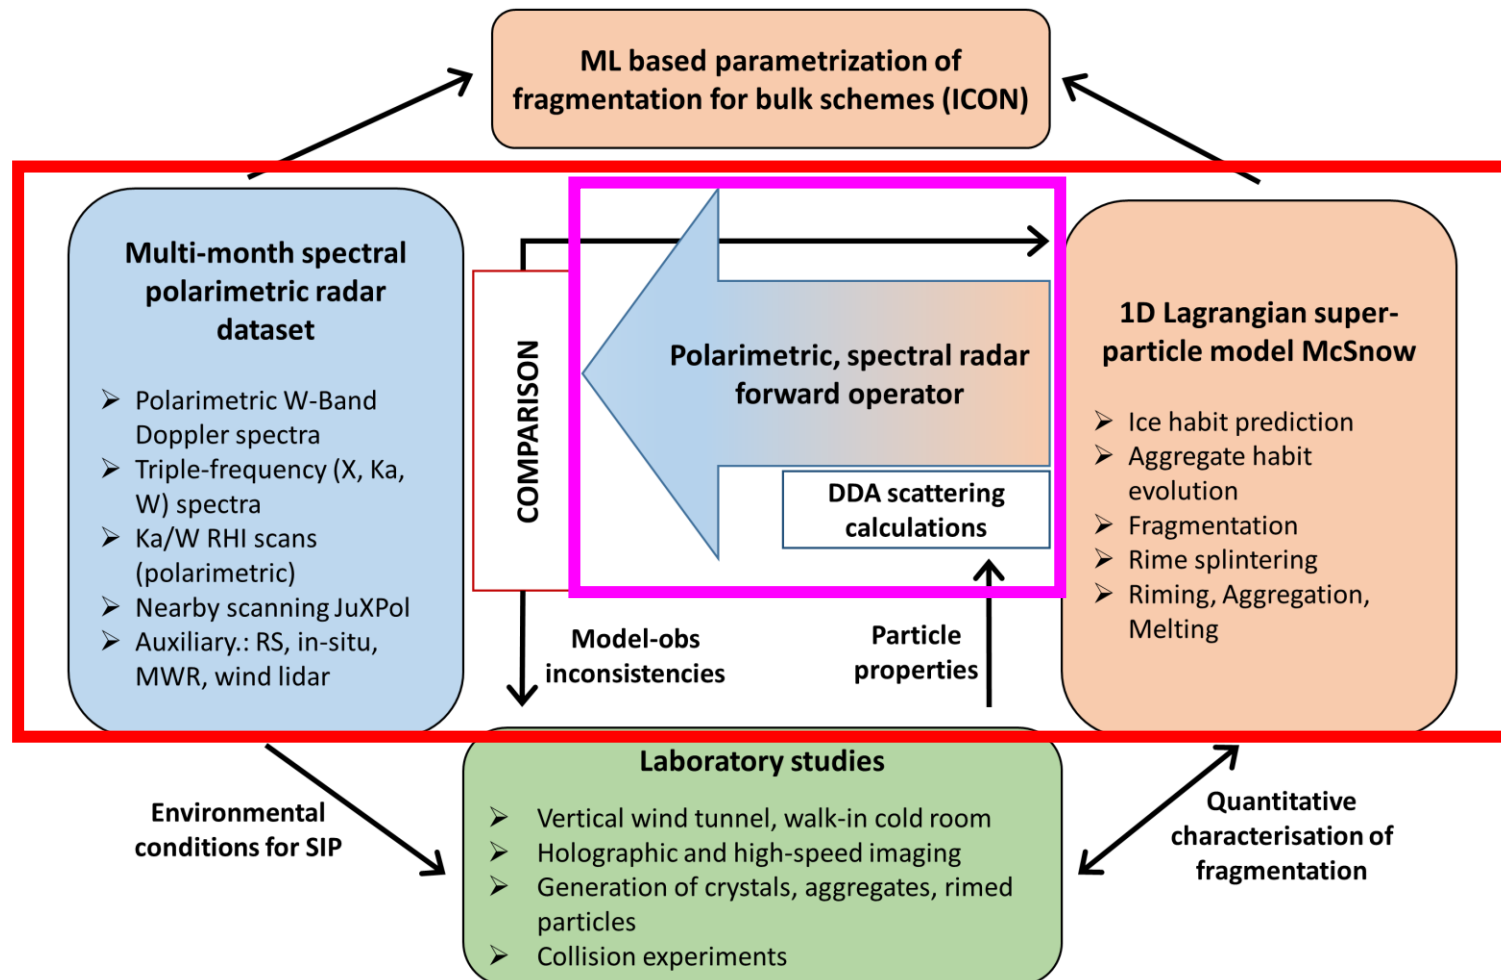 ML based parametrization of
fragmentation for bulk schemes (ICON)
Multi-month spectral
polarimetric radar
dataset
➢ Polarimetric W-Band
Doppler spectra
➢ Triple-frequency (X, Ka,
W) spectra
➢ Ka/W RHI scans
(polarimetric)
➢ Nearby scanning JuXPol
➢ Auxiliary.: RS, in-situ,
MWR, wind lidar
COMPARISON
Polarimetric, spectral radar
forward operator
DDA scattering
calculations
1D Lagrangian super-
particle model McSnow
➢ Ice habit prediction
➢ Aggregate habit
evolution
➢ Fragmentation
➢ Rime splintering
➢ Riming, Aggregation,
Melting
Model-obs
inconsistencies
Particle
properties
Environmental
conditions for SIP
Laboratory studies
➢ Vertical wind tunnel, walk-in cold room
➢ Holographic and high-speed imaging
➢ Generation of crystals, aggregates, rimed
particles
➢ Collision experiments
Quantitative
characterisation of
fragmentation